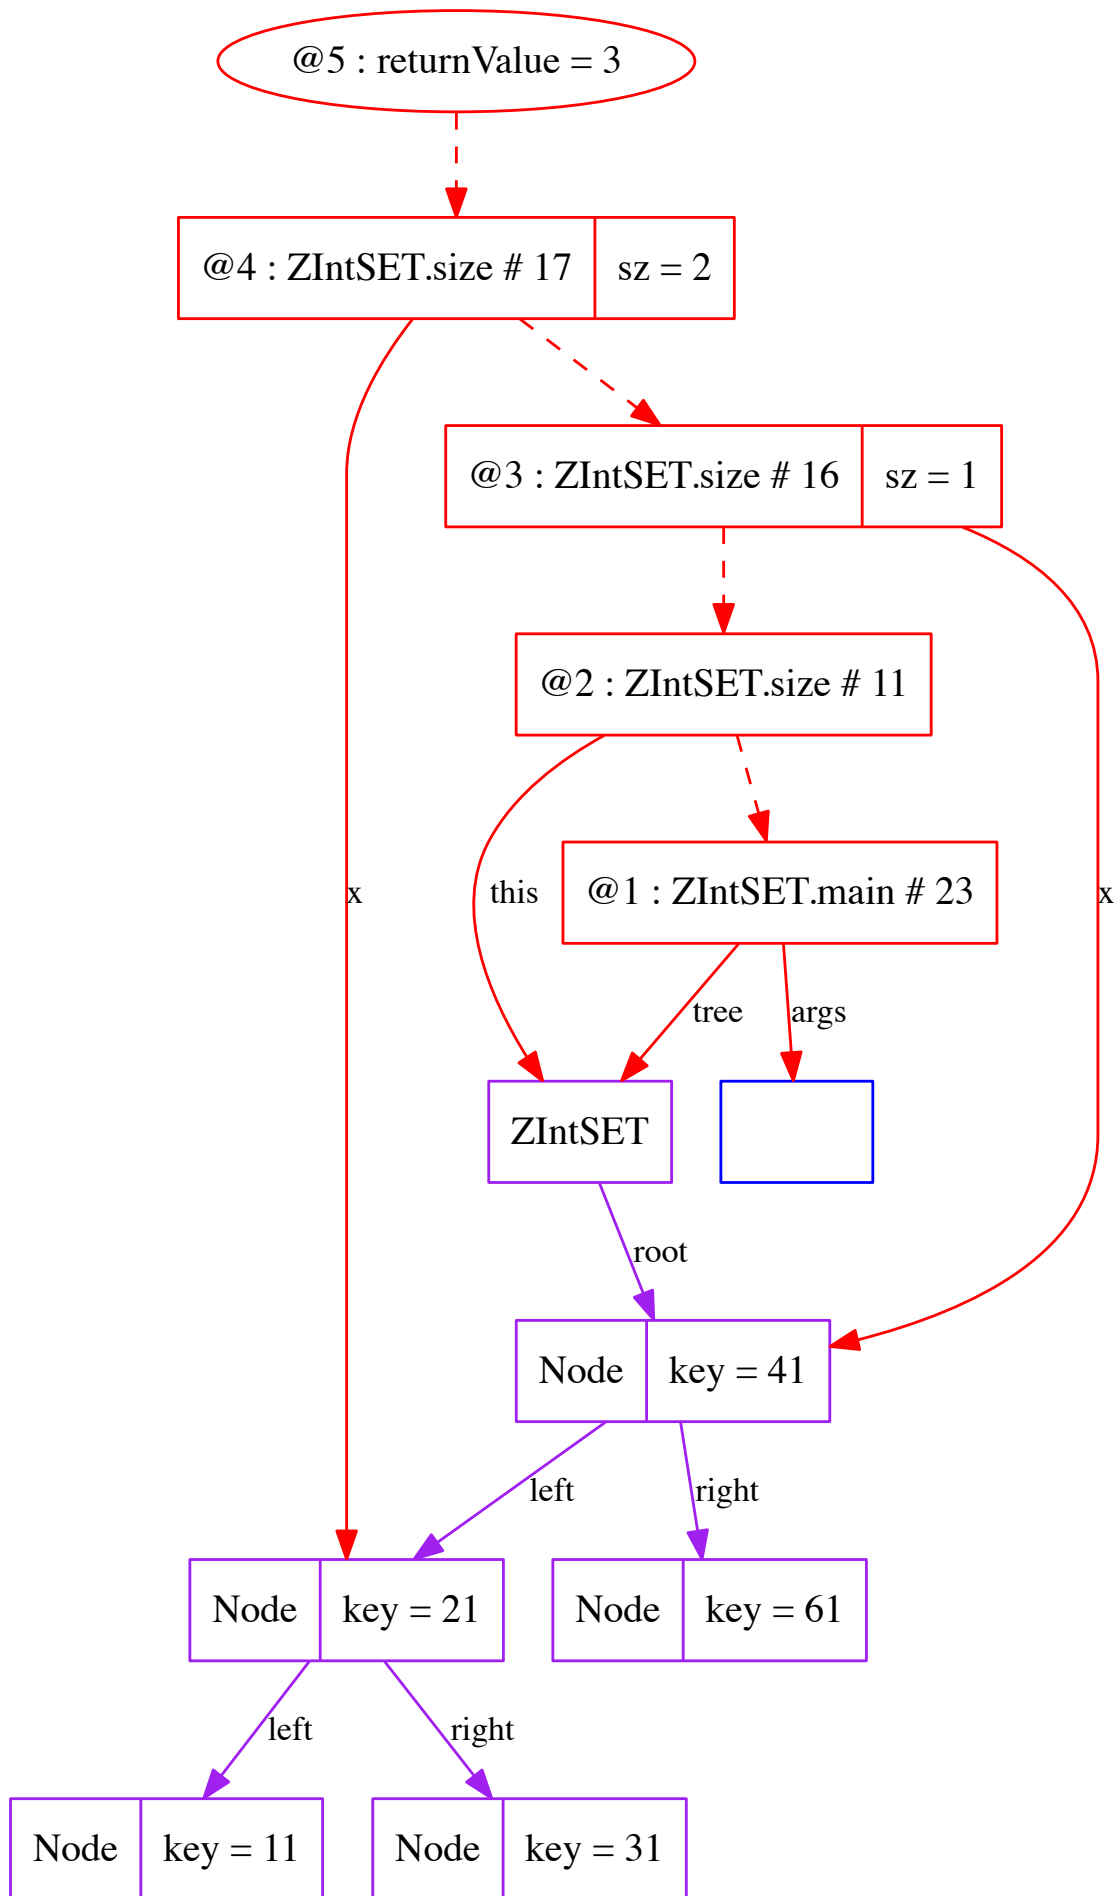 @5 : returnValue = 3
@4 : ZIntSET.size # 17 sz = 2
@3 : ZIntSET.size # 16 sz = 1
@2 : ZIntSET.size # 11
x this @1 : ZIntSET.main # 23 x
tree args
ZIntSET
root
Node key = 41
left right
Node key = 21 Node key = 61
left right
Node key = 11 Node key = 31